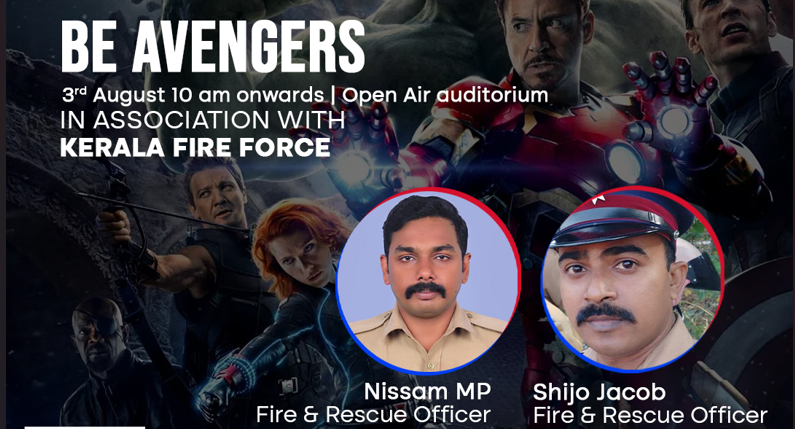 BE AVENGERS
3rd August 10 am onwards | Open Air auditorium
IN ASSOCIATION WITH
KERALA FIRE FORCE
Nissam MP
Fire & Rescue Officer
Shijo Jacob
Fire & Rescue Officer